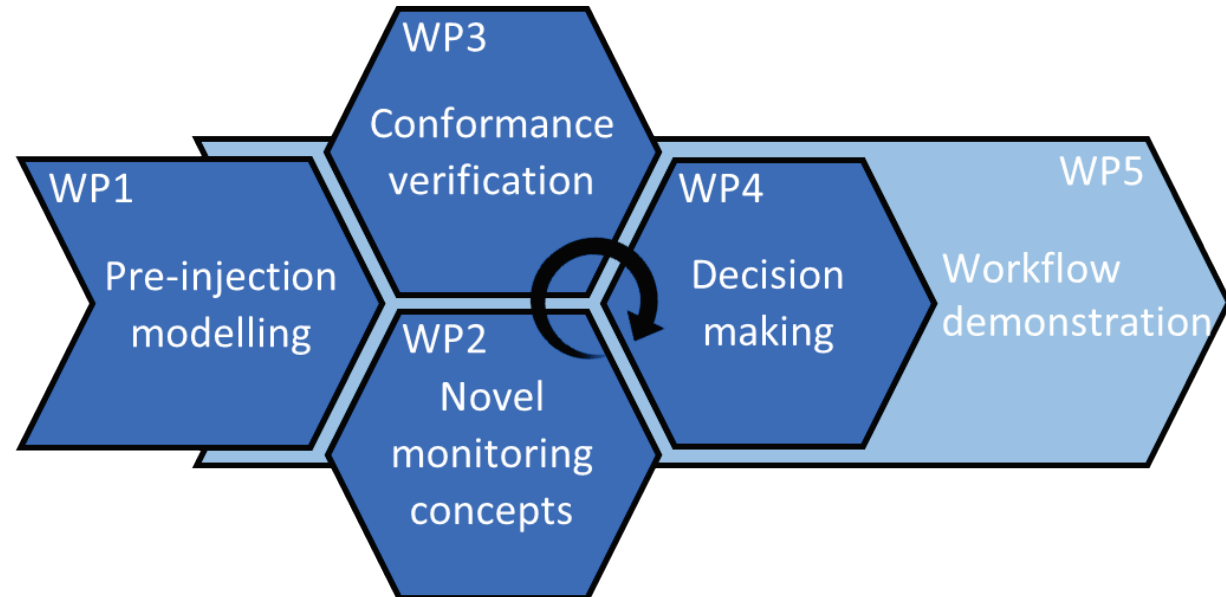 WP1
Pre-injection
modelling
WP3
Conformance
verification
WP2
Novel
monitoring
concepts
WP4
Decision
making
WP5
Workflow
demonstration